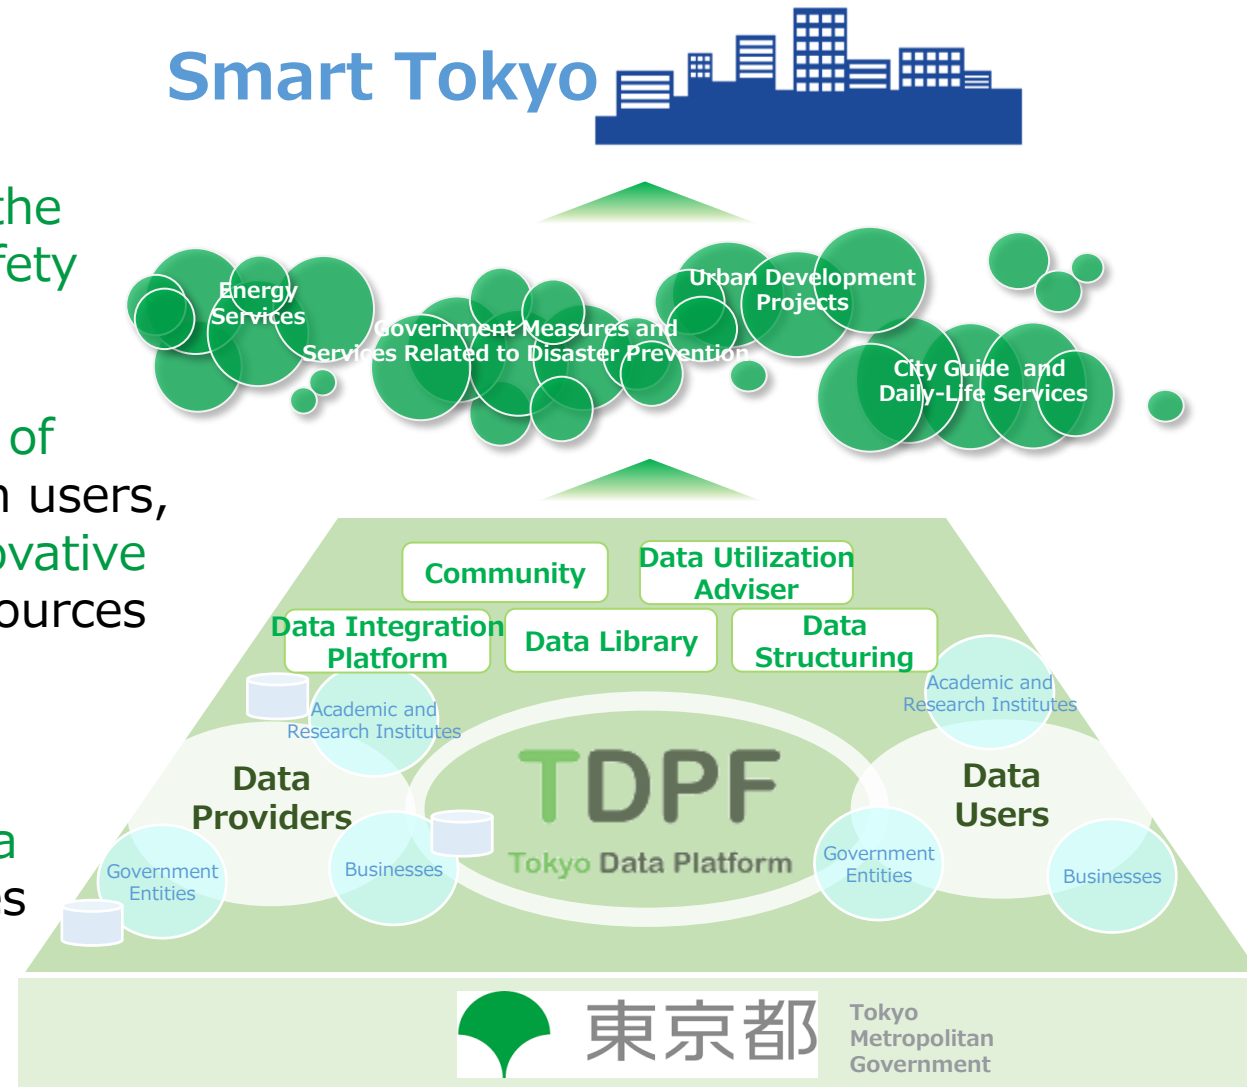 Smart Tokyo
the
of
users,
ources
a
Energy
Services
Government Measures and
Services Related to Disaster Prevention
Urban Development
Projects
City Guide and
Daily-Life Services
Community
Data Utilization
Adviser
Data Integration
Platform
Data Library
Data
Structuring
Academic and
Research Institutes
Data
Providers
Government
Entities
Businesses
TDPF
Tokyo Data Platform
Academic and
Research Institutes
Data
Users
Government
Entities
Businesses
東京都
Tokyo
Metropolitan
Government